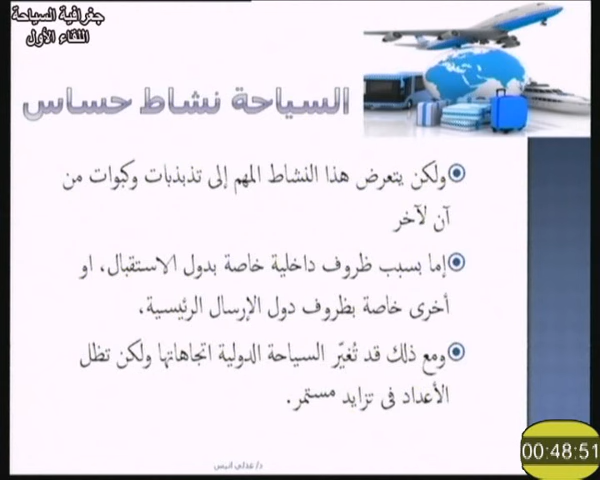 جغرافية السياحة
اللقاء الأول
السياحة نشاط حساس
ولكن يتعرض هذا النشاط المهم إلى تذبذبات وكبوات من
آن لآخر
إما بسبب ظروف داخلية خاصة بدول الاستقبال، او
أخرى خاصة بظروف دول الإرسال الرئيسية،
ومع ذلك قد تُغيّر السياحة الدولية اتجاهاتها ولكن تظل
الأعداد فى تزايد مستمر.
د/ عدلى انيس
00:48:51